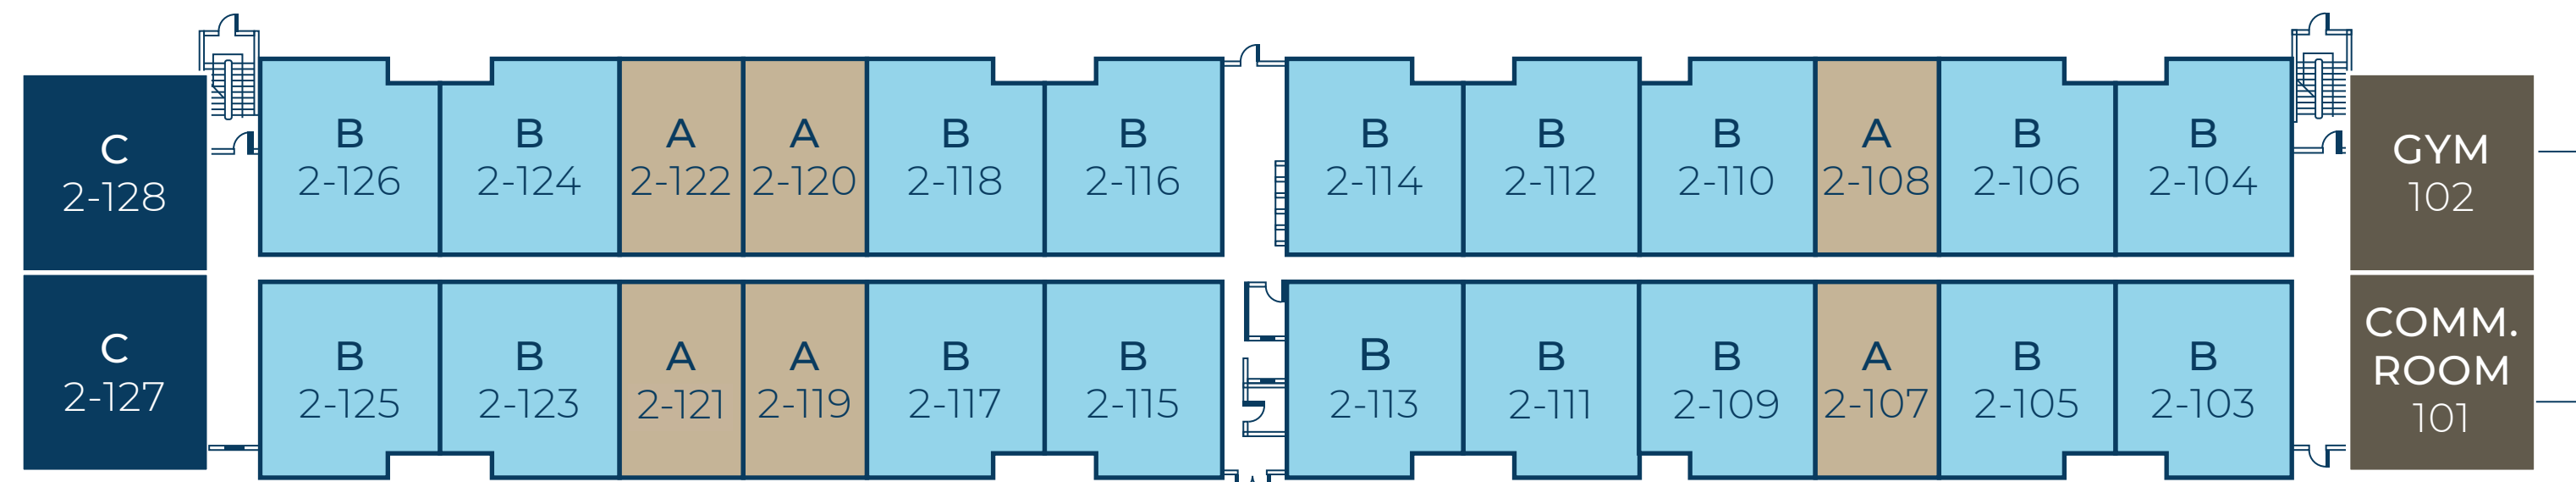 C
2-128
B
2-126
B
2-124
A
2-122
A
2-120
B
2-118
B
2-116
B
2-114
B
2-112
B
2-110
A
2-108
B
2-106
B
2-104
GYM
102
C
2-127
B
2-125
B
2-123
A
2-121
A
2-119
B
2-117
B
2-115
B
2-113
B
2-111
B
2-109
A
2-107
B
2-105
B
2-103
COMM.
ROOM
101